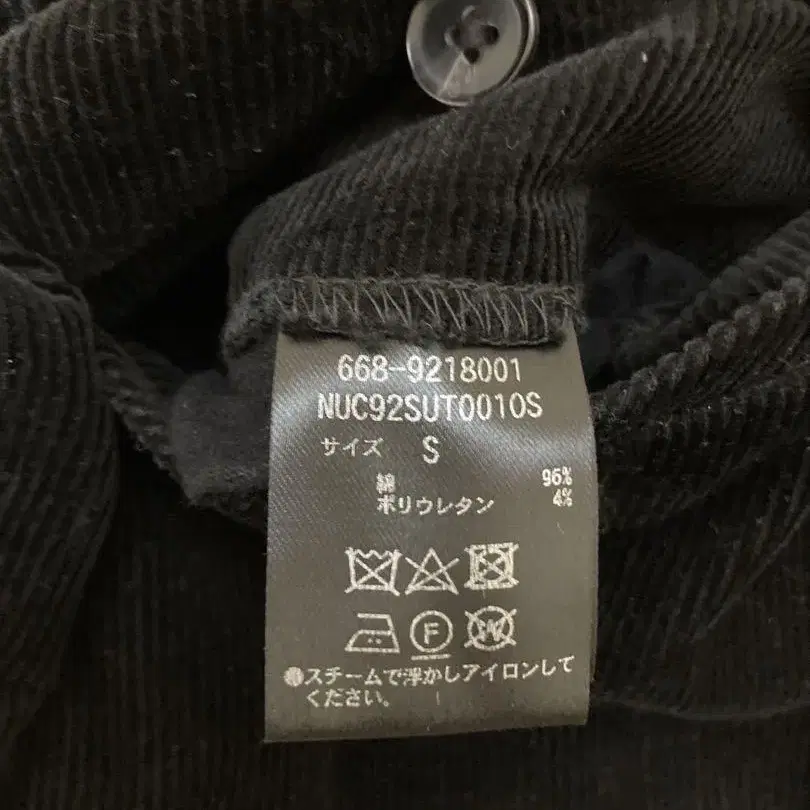 668-9218001
NUC92SUT0010S
サイズ S
綿 96%
ポリウレタン 4%
F W
スチームで浮かしアイロンして
ください。